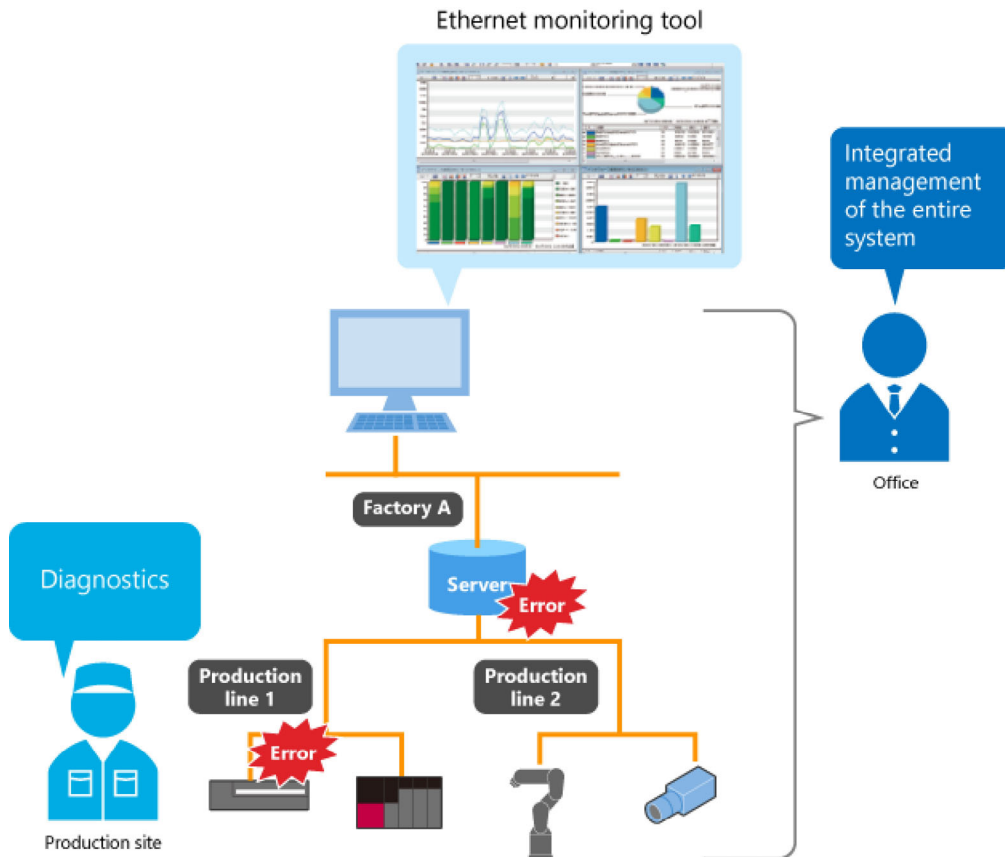 Ethernet monitoring tool
Integrated
management
of the entire
system
Office
Factory A
Diagnostics
Server
Error
Production
line 1
Production
line 2
Error
Production site